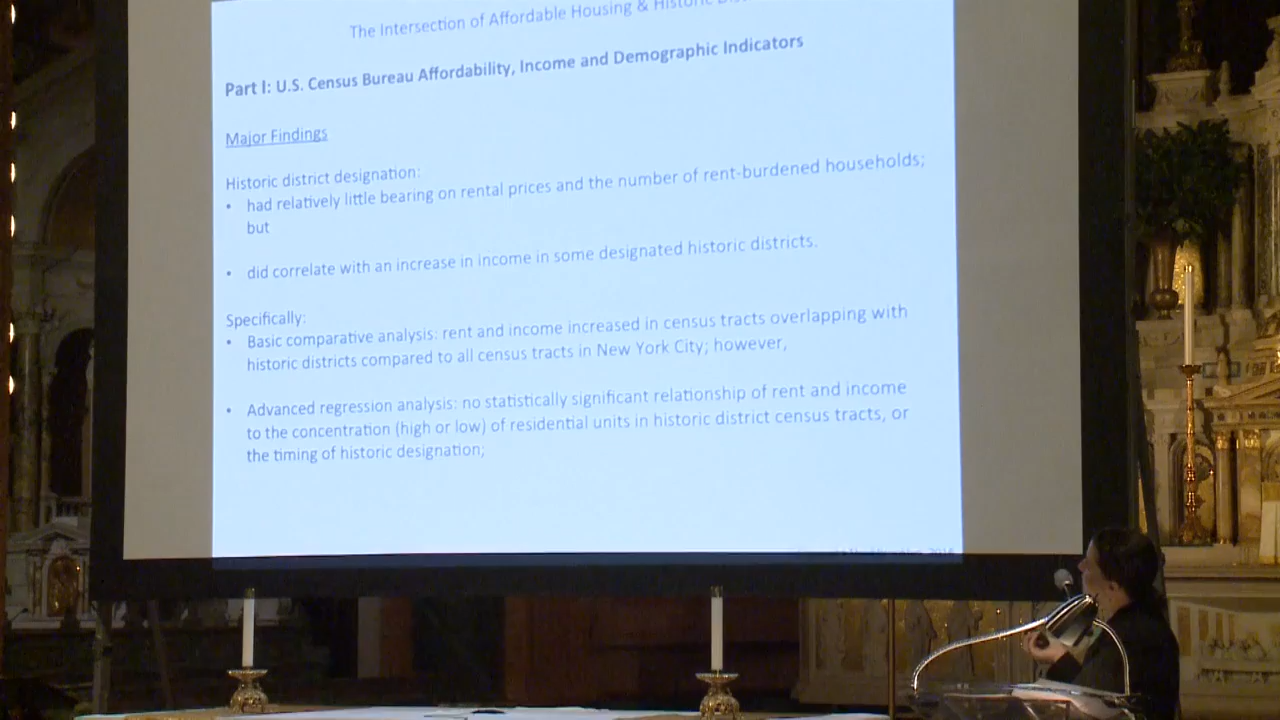 The Intersection of Affordable Housing & Historic
Part I: U.S. Census Bureau Affordability, Income and Demographic Indicators
Major Findings
Historic district designation:
• had relatively little bearing on rental prices and the number of rent-burdened households;
but
• did correlate with an increase in income in some designated historic districts.
Specifically:
• Basic comparative analysis: rent and income increased in census tracts overlapping with
historic districts compared to all census tracts in New York City; however,
• Advanced regression analysis: no statistically significant relationship of rent and income
to the concentration (high or low) of residential units in historic district census tracts, or
the timing of historic designation;